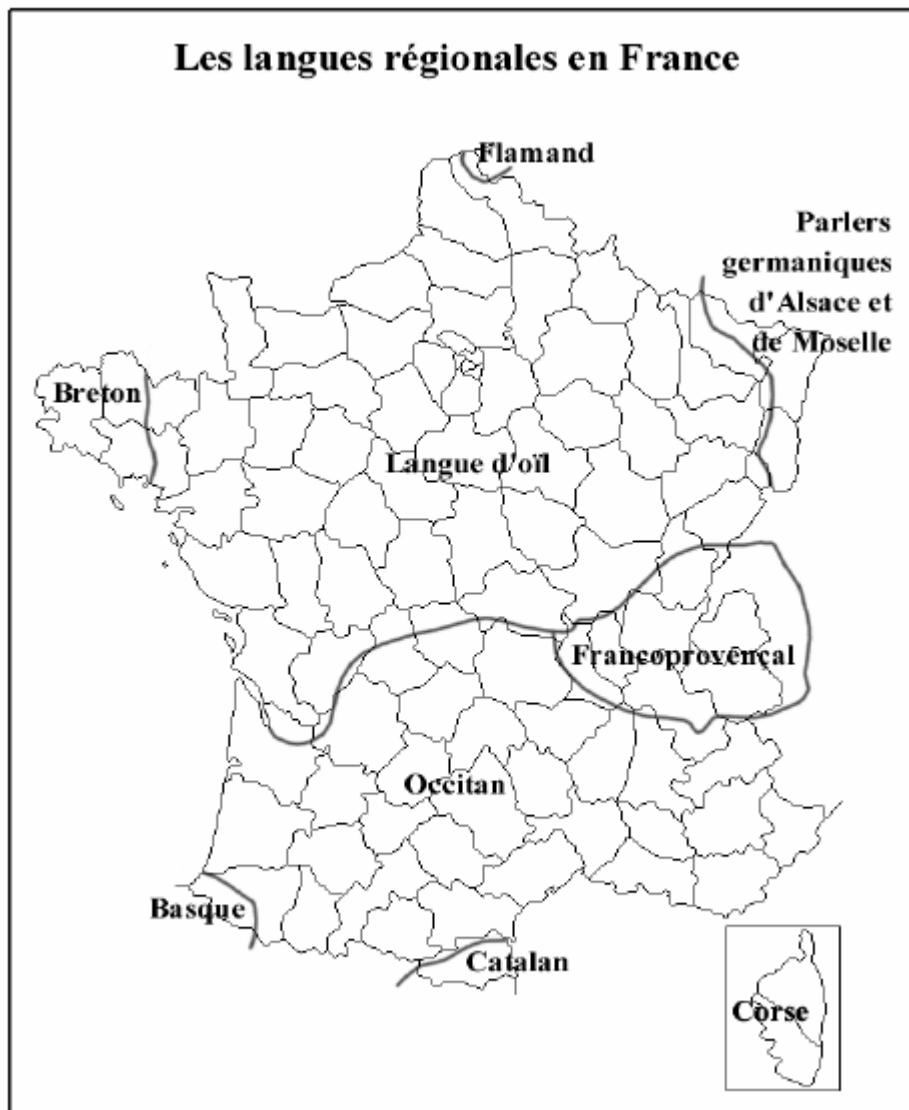 Les langues régionales en France
Flamand
Parlers
germaniques
d'Alsace et
de Moselle
Breton
Langue d'oïl
Francoprovençal
Occitan
Basque
Catalan
Corse